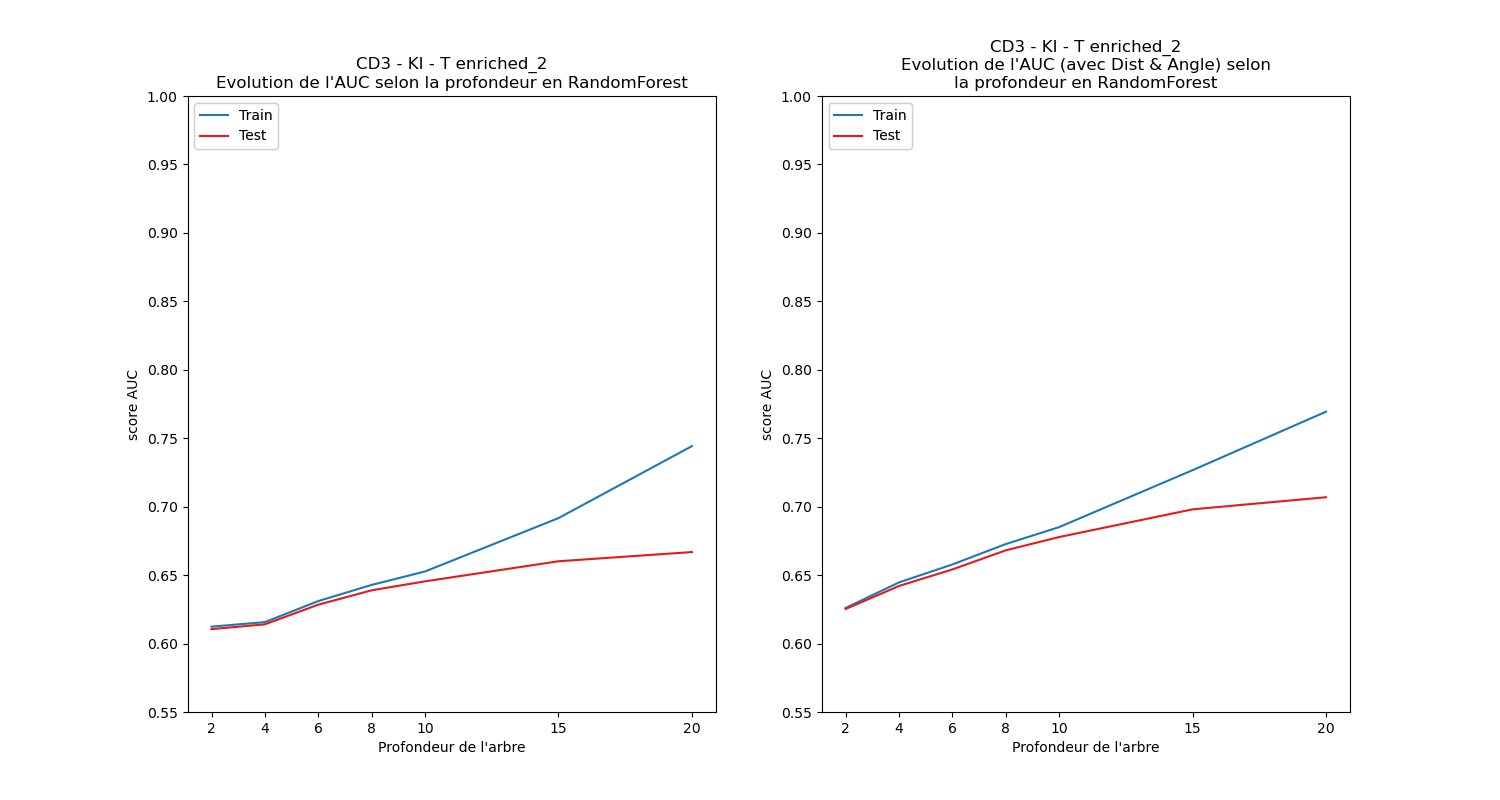 CD3 - KI - T enriched_2
Evolution de l'AUC selon la profondeur en RandomForest
1.00
0.95
0.90
0.85
0.80
0.75
0.70
0.65
0.60
0.55
score AUC
Train
Test
2 4 6 8 10 15 20
Profondeur de l'arbre
CD3 - KI - T enriched_2
Evolution de l'AUC (avec Dist & Angle) selon
la profondeur en RandomForest
1.00
0.95
0.90
0.85
0.80
0.75
0.70
0.65
0.60
0.55
score AUC
Train
Test
2 4 6 8 10 15 20
Profondeur de l'arbre